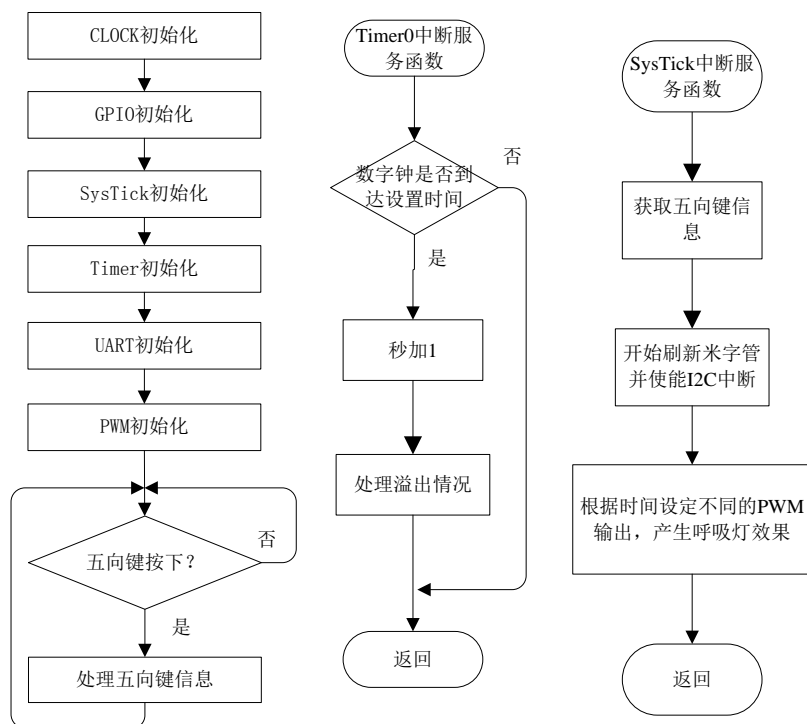 CLOCK初始化
GPIO初始化
SysTick初始化
Timer初始化
UART初始化
PWM初始化
五向键按下？
否
是
处理五向键信息
Timer0中断服
务函数
数字钟是否到
达设置时间
否
是
秒加1
处理溢出情况
返回
SysTick中断服
务函数
获取五向键信
息
开始刷新米字管
并使能I2C中断
根据时间设定不同的PWM
输出，产生呼吸灯效果
返回